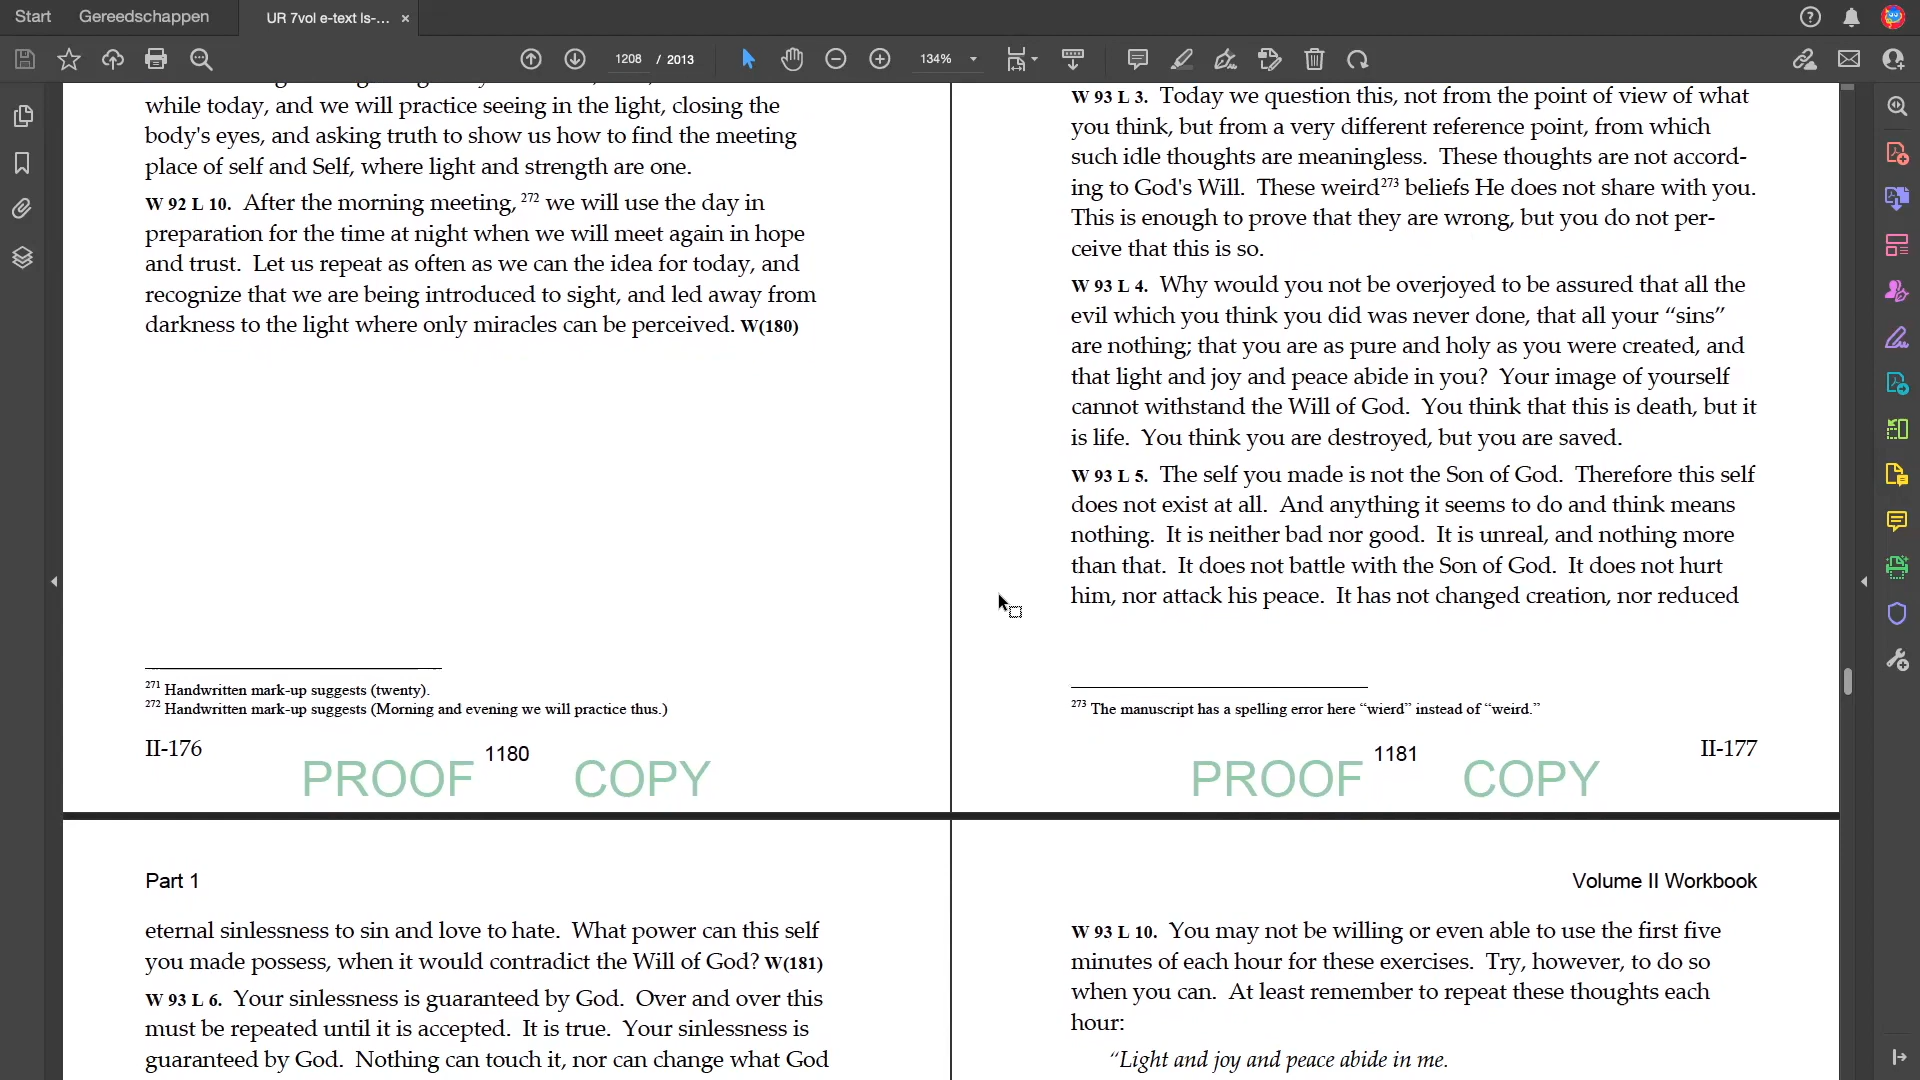 Start
Gereedschappen
UR 7vol e-text ls-...
1208 / 2013
134%
while today, and we will practice seeing in the light, closing the
body's eyes, and asking truth to show us how to find the meeting
place of self and Self, where light and strength are one.
W 92 L 10. After the morning meeting, 272 we will use the day in
preparation for the time at night when we will meet again in hope
and trust. Let us repeat as often as we can the idea for today, and
recognize that we are being introduced to sight, and led away from
darkness to the light where only miracles can be perceived. W(180)
271 Handwritten mark-up suggests (twenty).
272 Handwritten mark-up suggests (Morning and evening we will practice thus.)
II-176
1180
PROOF COPY
W 93 L 3. Today we question this, not from the point of view of what
you think, but from a very different reference point, from which
such idle thoughts are meaningless. These thoughts are not accord-
ing to God's Will. These weird273 beliefs He does not share with you.
This is enough to prove that they are wrong, but you do not per-
ceive that this is so.
W 93 L 4. Why would you not be overjoyed to be assured that all the
evil which you think you did was never done, that all your “sins”
are nothing; that you are as pure and holy as you were created, and
that light and joy and peace abide in you? Your image of yourself
cannot withstand the Will of God. You think that this is death, but it
is life. You think you are destroyed, but you are saved.
W 93 L 5. The self you made is not the Son of God. Therefore this self
does not exist at all. And anything it seems to do and think means
nothing. It is neither bad nor good. It is unreal, and nothing more
than that. It does not battle with the Son of God. It does not hurt
him, nor attack his peace. It has not changed creation, nor reduced
273 The manuscript has a spelling error here “wierd” instead of “weird.”
1181
II-177
PROOF COPY
Part 1
eternal sinlessness to sin and love to hate. What power can this self
you made possess, when it would contradict the Will of God? W(181)
W 93 L 6. Your sinlessness is guaranteed by God. Over and over this
must be repeated until it is accepted. It is true. Your sinlessness is
guaranteed by God. Nothing can touch it, nor can change what God
Volume II Workbook
W 93 L 10. You may not be willing or even able to use the first five
minutes of each hour for these exercises. Try, however, to do so
when you can. At least remember to repeat these thoughts each
hour:
“Light and joy and peace abide in me.